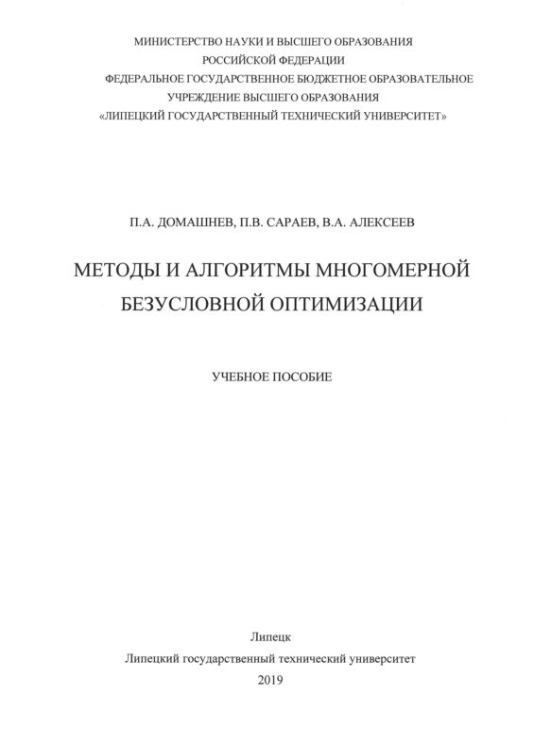 МИНИСТЕРСТВО НАУКИ И ВЫСШЕГО ОБРАЗОВАНИЯ
РОССИЙСКОЙ ФЕДЕРАЦИИ
ФЕДЕРАЛЬНОЕ ГОСУДАРСТВЕННОЕ БЮДЖЕТНОЕ ОБРАЗОВАТЕЛЬНОЕ
УЧРЕЖДЕНИЕ ВЫСШЕГО ОБРАЗОВАНИЯ
«ЛИПЕЦКИЙ ГОСУДАРСТВЕННЫЙ ТЕХНИЧЕСКИЙ УНИВЕРСИТЕТ»
П.А. ДОМАШНЕВ, П.В. САРАЕВ, В.А. АЛЕКСЕЕВ
МЕТОДЫ И АЛГОРИТМЫ МНОГОМЕРНОЙ
БЕЗУСЛОВНОЙ ОПТИМИЗАЦИИ
УЧЕБНОЕ ПОСОБИЕ
Липецк
Липецкий государственный технический университет
2019